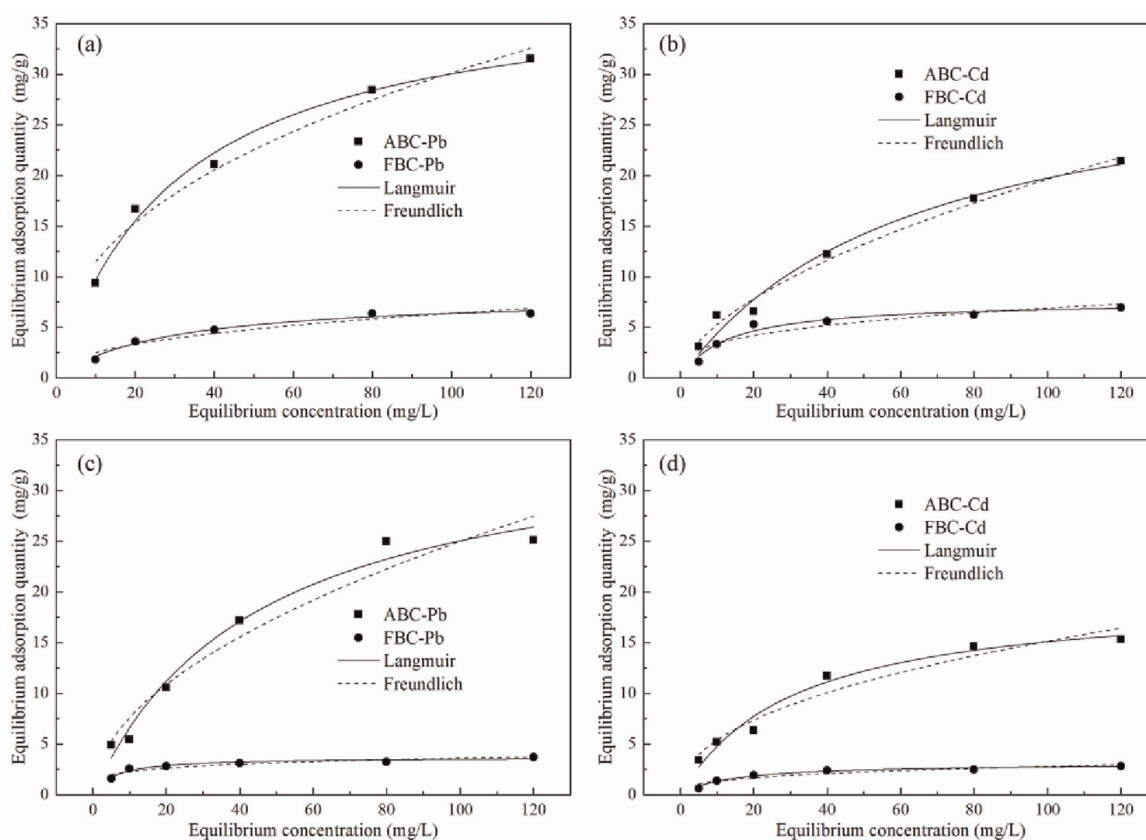 (a)
Equilibrium adsorption quantity (mg/g)
35
30
25
20
15
10
5
0
ABC-Pb
FBC-Pb
Langmuir
Freundlich
0 20 40 60 80 100 120
Equilibrium concentration (mg/L)
(b)
Equilibrium adsorption quantity (mg/g)
35
30
25
20
15
10
5
0
ABC-Cd
FBC-Cd
Langmuir
Freundlich
0 20 40 60 80 100 120
Equilibrium concentration (mg/L)
(c)
Equilibrium adsorption quantity (mg/g)
35
30
25
20
15
10
5
0
ABC-Pb
FBC-Pb
Langmuir
Freundlich
0 20 40 60 80 100 120
Equilibrium concentration (mg/L)
(d)
Equilibrium adsorption quantity (mg/g)
35
30
25
20
15
10
5
0
ABC-Cd
FBC-Cd
Langmuir
Freundlich
0 20 40 60 80 100 120
Equilibrium concentration (mg/L)